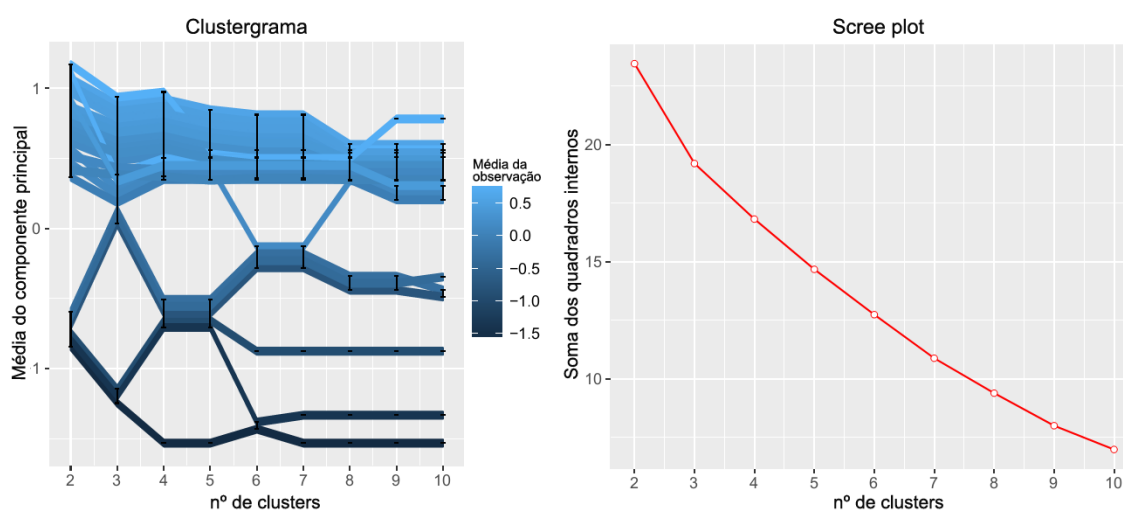 Clustergrama
Média do componente principal
1
0
1
2 3 4 5 6 7 8 9 10
nº de clusters
Média da
observação
0.5
0.0
−0.5
−1.0
−1.5
Scree plot
Soma dos quadrados internos
20
15
10
2 3 4 5 6 7 8 9 10
nº de clusters